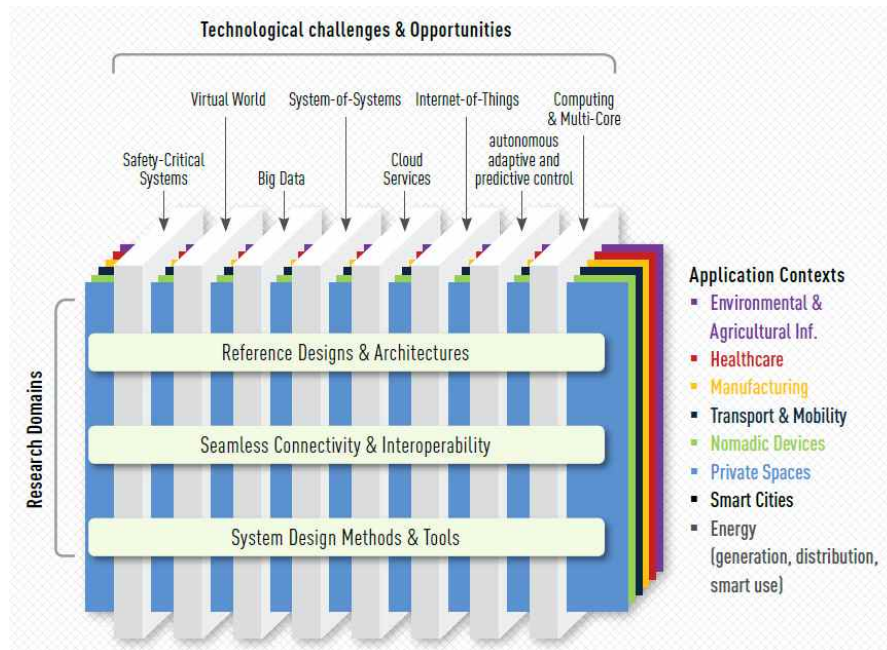 Technological challenges & Opportunities
Virtual World
System-of-Systems
Internet-of-Things
Computing
& Multi-Core
Safety-Critical
Systems
Big Data
Cloud
Services
autonomous
adaptive and
predictive control
Research Domains
Reference Designs & Architectures
Seamless Connectivity & Interoperability
System Design Methods & Tools
Application Contexts
Environmental &
Agricultural Inf.
Healthcare
Manufacturing
Transport & Mobility
Nomadic Devices
Private Spaces
Smart Cities
Energy
(generation, distribution,
smart use)